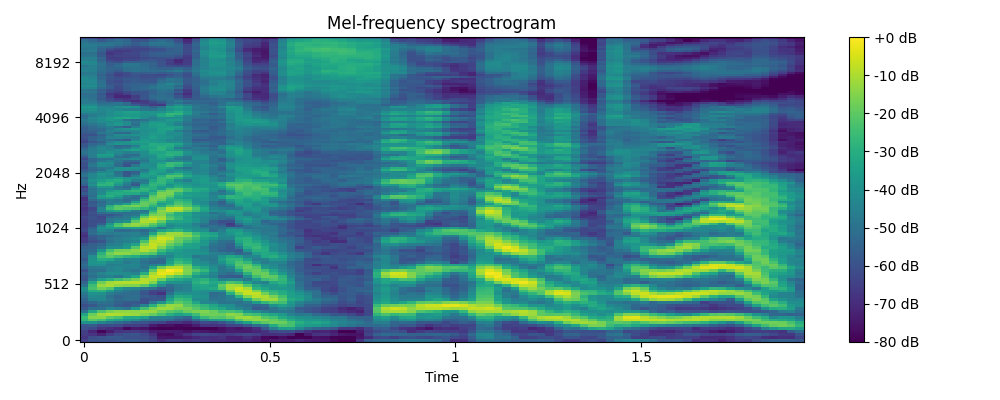 Mel-frequency spectrogram
8192
4096
2048
1024
512
0
Hz
0
0.5
1
1.5
Time
+0 dB
-10 dB
-20 dB
-30 dB
-40 dB
-50 dB
-60 dB
-70 dB
-80 dB